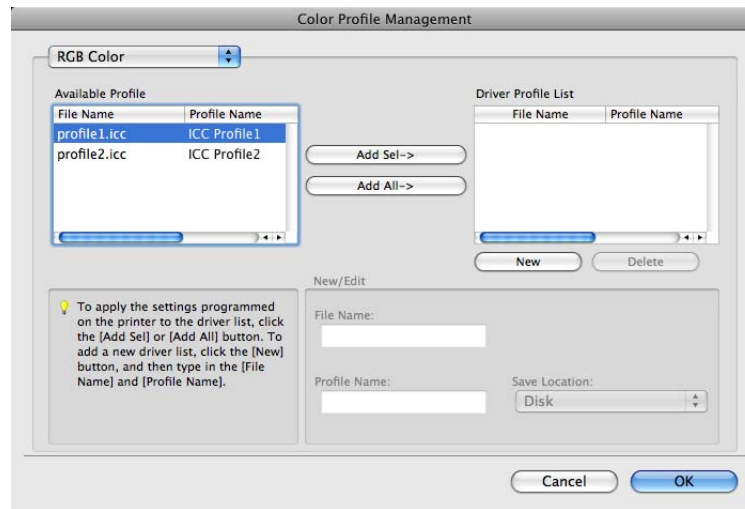 Color Profile Management
RGB Color
Available Profile
File Name Profile Name
profile1.icc ICC Profile1
profile2.icc ICC Profile2
Add Sel->
Add All->
Driver Profile List
File Name Profile Name
New Delete
To apply the settings programmed
on the printer to the driver list, click
the [Add Sel] or [Add All] button. To
add a new driver list, click the [New]
button, and then type in the [File
Name] and [Profile Name].
New/Edit
File Name:
Profile Name:
Save Location:
Disk
Cancel OK